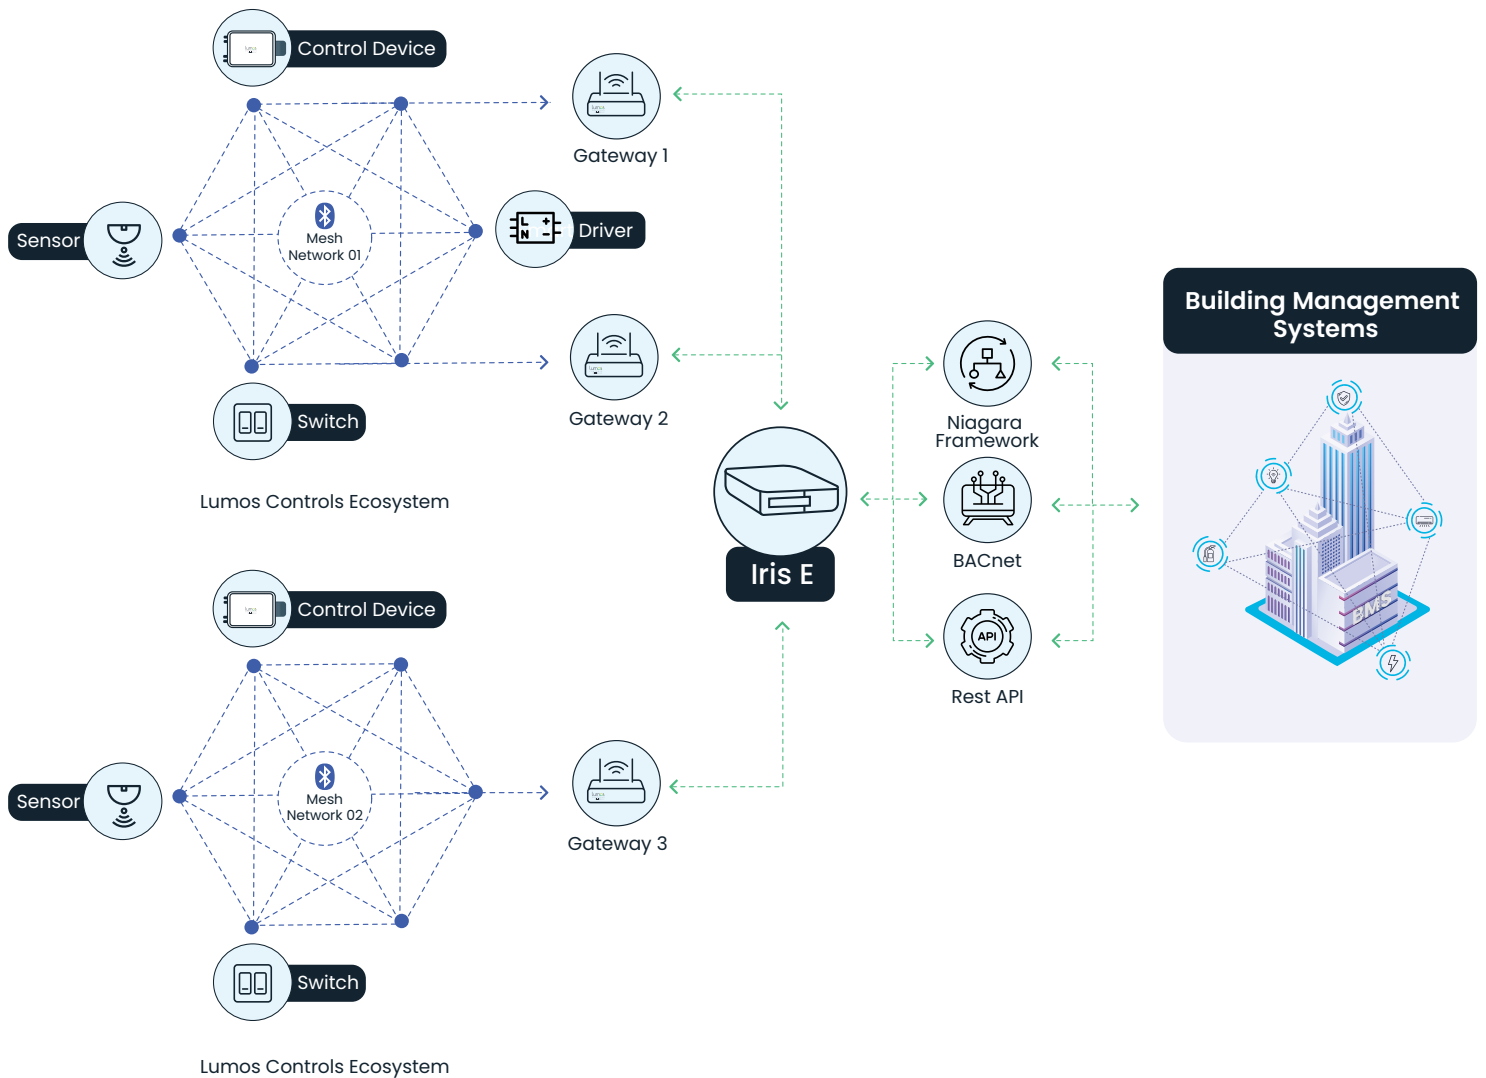 Control Device
Gateway 1
Sensor
Mesh
Network 01
L
N
Driver
Switch
Gateway 2
Lumos Controls Ecosystem
Building Management
Systems
Niagara
Framework
BACnet
API
Rest API
Iris E
BMS
Control Device
Sensor
Mesh
Network 02
Gateway 3
Switch
Lumos Controls Ecosystem